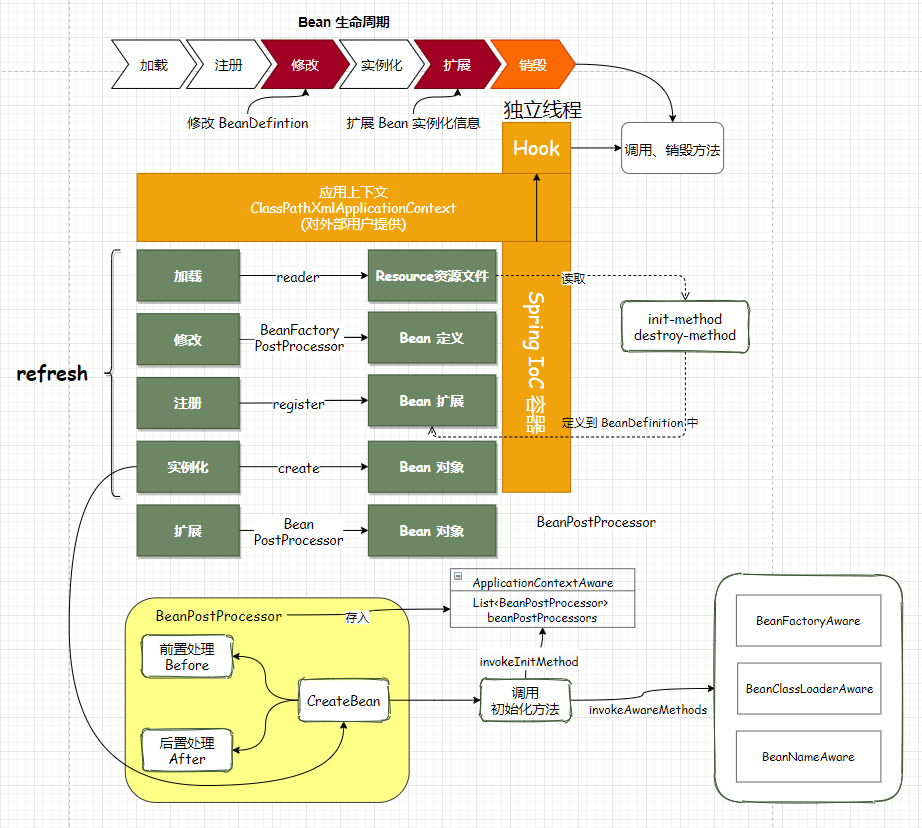 Bean 生命周期
加载
注册
修改
实例化
扩展
销毁
修改 BeanDefintion
扩展 Bean 实例化信息
独立线程
Hook
调用、销毁方法
应用上下文
ClassPathXmlApplicationContext
(对外部用户提供)
refresh
加载
reader
Resource资源文件
读取
init-method
destroy-method
修改
BeanFactory
PostProcessor
Bean 定义
Spring IoC 容器
注册
register
Bean 扩展
定义到 BeanDefinition 中
实例化
create
Bean 对象
扩展
Bean
PostProcessor
Bean 对象
BeanPostProcessor
ApplicationContextAware
List<BeanPostProcessor>
beanPostProcessors
BeanPostProcessor
存入
前置处理
Before
CreateBean
后置处理
After
invokeInitMethod
调用
初始化方法
invokeAwareMethods
BeanFactoryAware
BeanClassLoaderAware
BeanNameAware